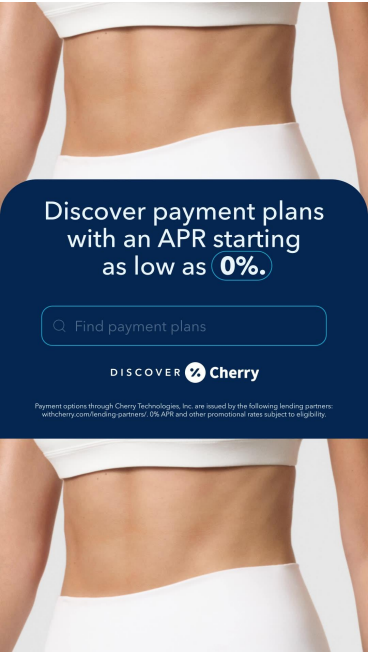 Discover payment plans
with an APR starting
as low as 0%.
Find payment plans
DISCOVER Cherry
Payment options through Cherry Technologies, Inc. are issued by the following lending partners:
withcherry.com/lending-partners/. 0% APR and other promotional rates subject to eligibility.